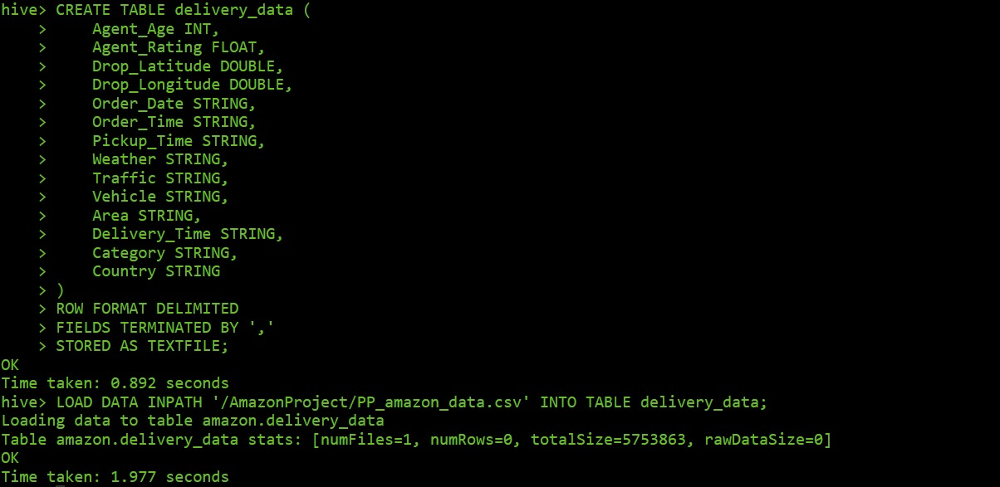 hive> CREATE TABLE delivery_data (
    >     Agent_Age INT,
    >     Agent_Rating FLOAT,
    >     Drop_Latitude DOUBLE,
    >     Drop_Longitude DOUBLE,
    >     Order_Date STRING,
    >     Order_Time STRING,
    >     Pickup_Time STRING,
    >     Weather STRING,
    >     Traffic STRING,
    >     Vehicle STRING,
    >     Area STRING,
    >     Delivery_Time STRING,
    >     Category STRING,
    >     Country STRING
    > )
    > ROW FORMAT DELIMITED
    > FIELDS TERMINATED BY ','
    > STORED AS TEXTFILE;
OK
Time taken: 0.892 seconds
hive> LOAD DATA INPATH '/AmazonProject/PP_amazon_data.csv' INTO TABLE delivery_data;
Loading data to table amazon.delivery_data
Table amazon.delivery_data stats: [numFiles=1, numRows=0, totalSize=5753863, rawDataSize=0]
OK
Time taken: 1.977 seconds